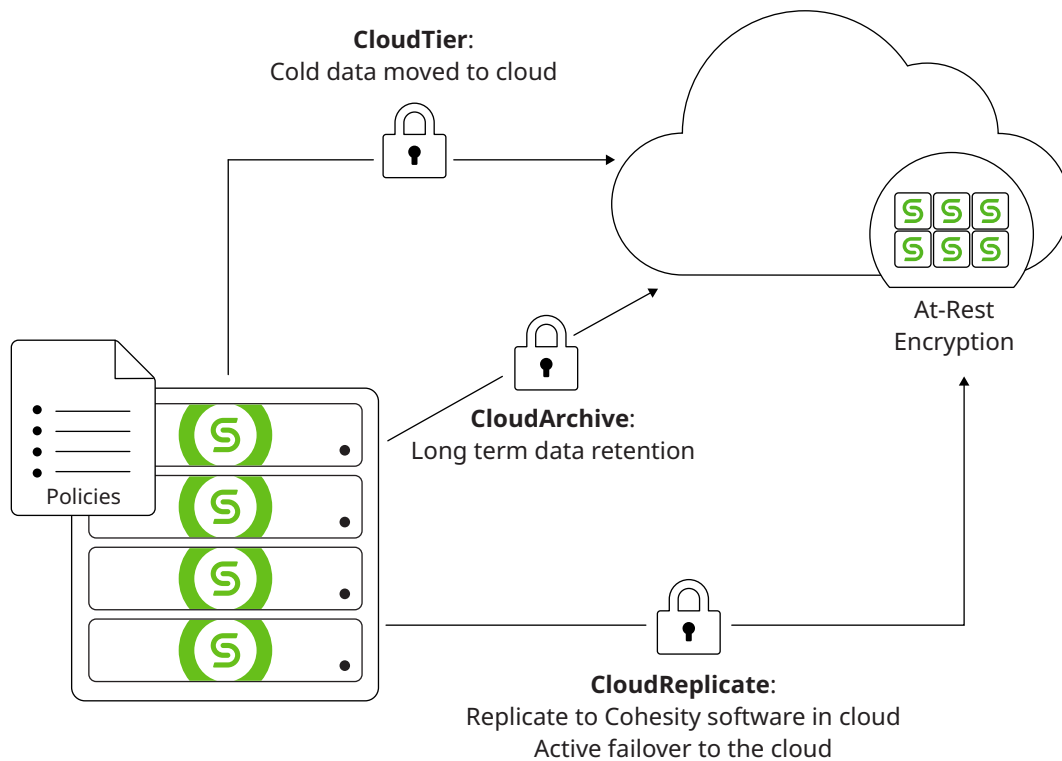 CloudTier:
Cold data moved to cloud
At-Rest
Encryption
CloudArchive:
Long term data retention
Policies
CloudReplicate:
Replicate to Cohesity software in cloud
Active failover to the cloud